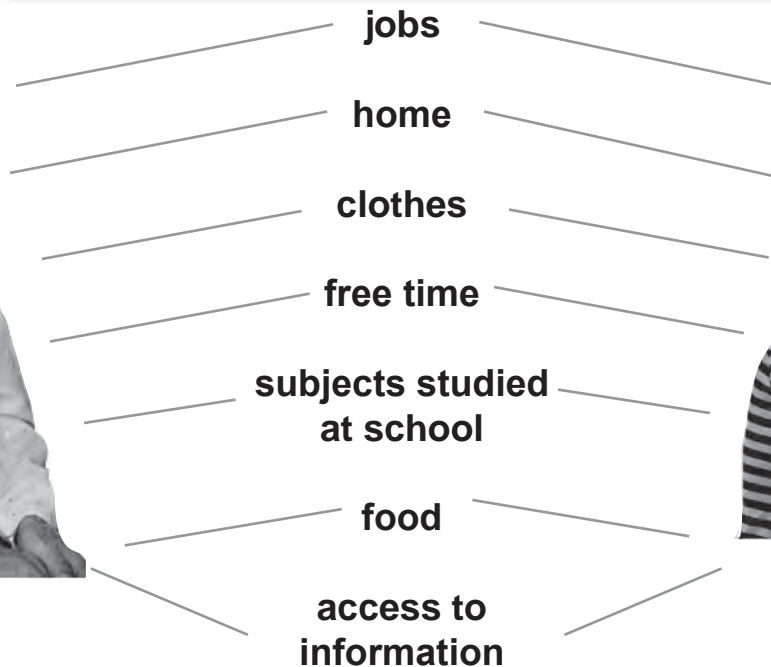 jobs
home
clothes
free time
subjects studied
at school
food
access to
information